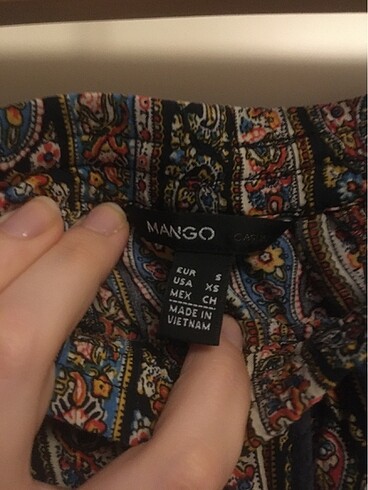 MANGO
EUR S
USA XS
MEX CH
MADE IN
VIETNAM